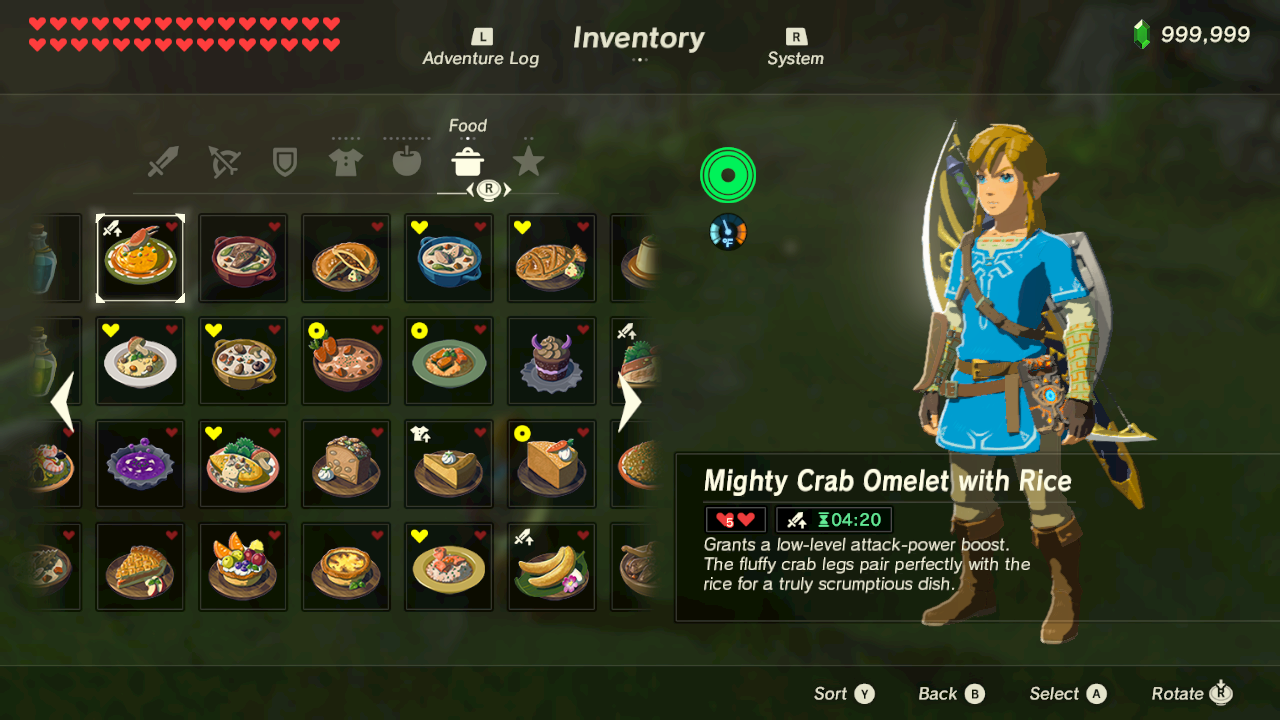 L
Adventure Log
Inventory
R
System
999,999
Food
R
°F
Mighty Crab Omelet with Rice
5
04:20
Grants a low-level attack-power boost.
The fluffy crab legs pair perfectly with the
rice for a truly scrumptious dish.
Sort Y
Back B
Select A
Rotate R